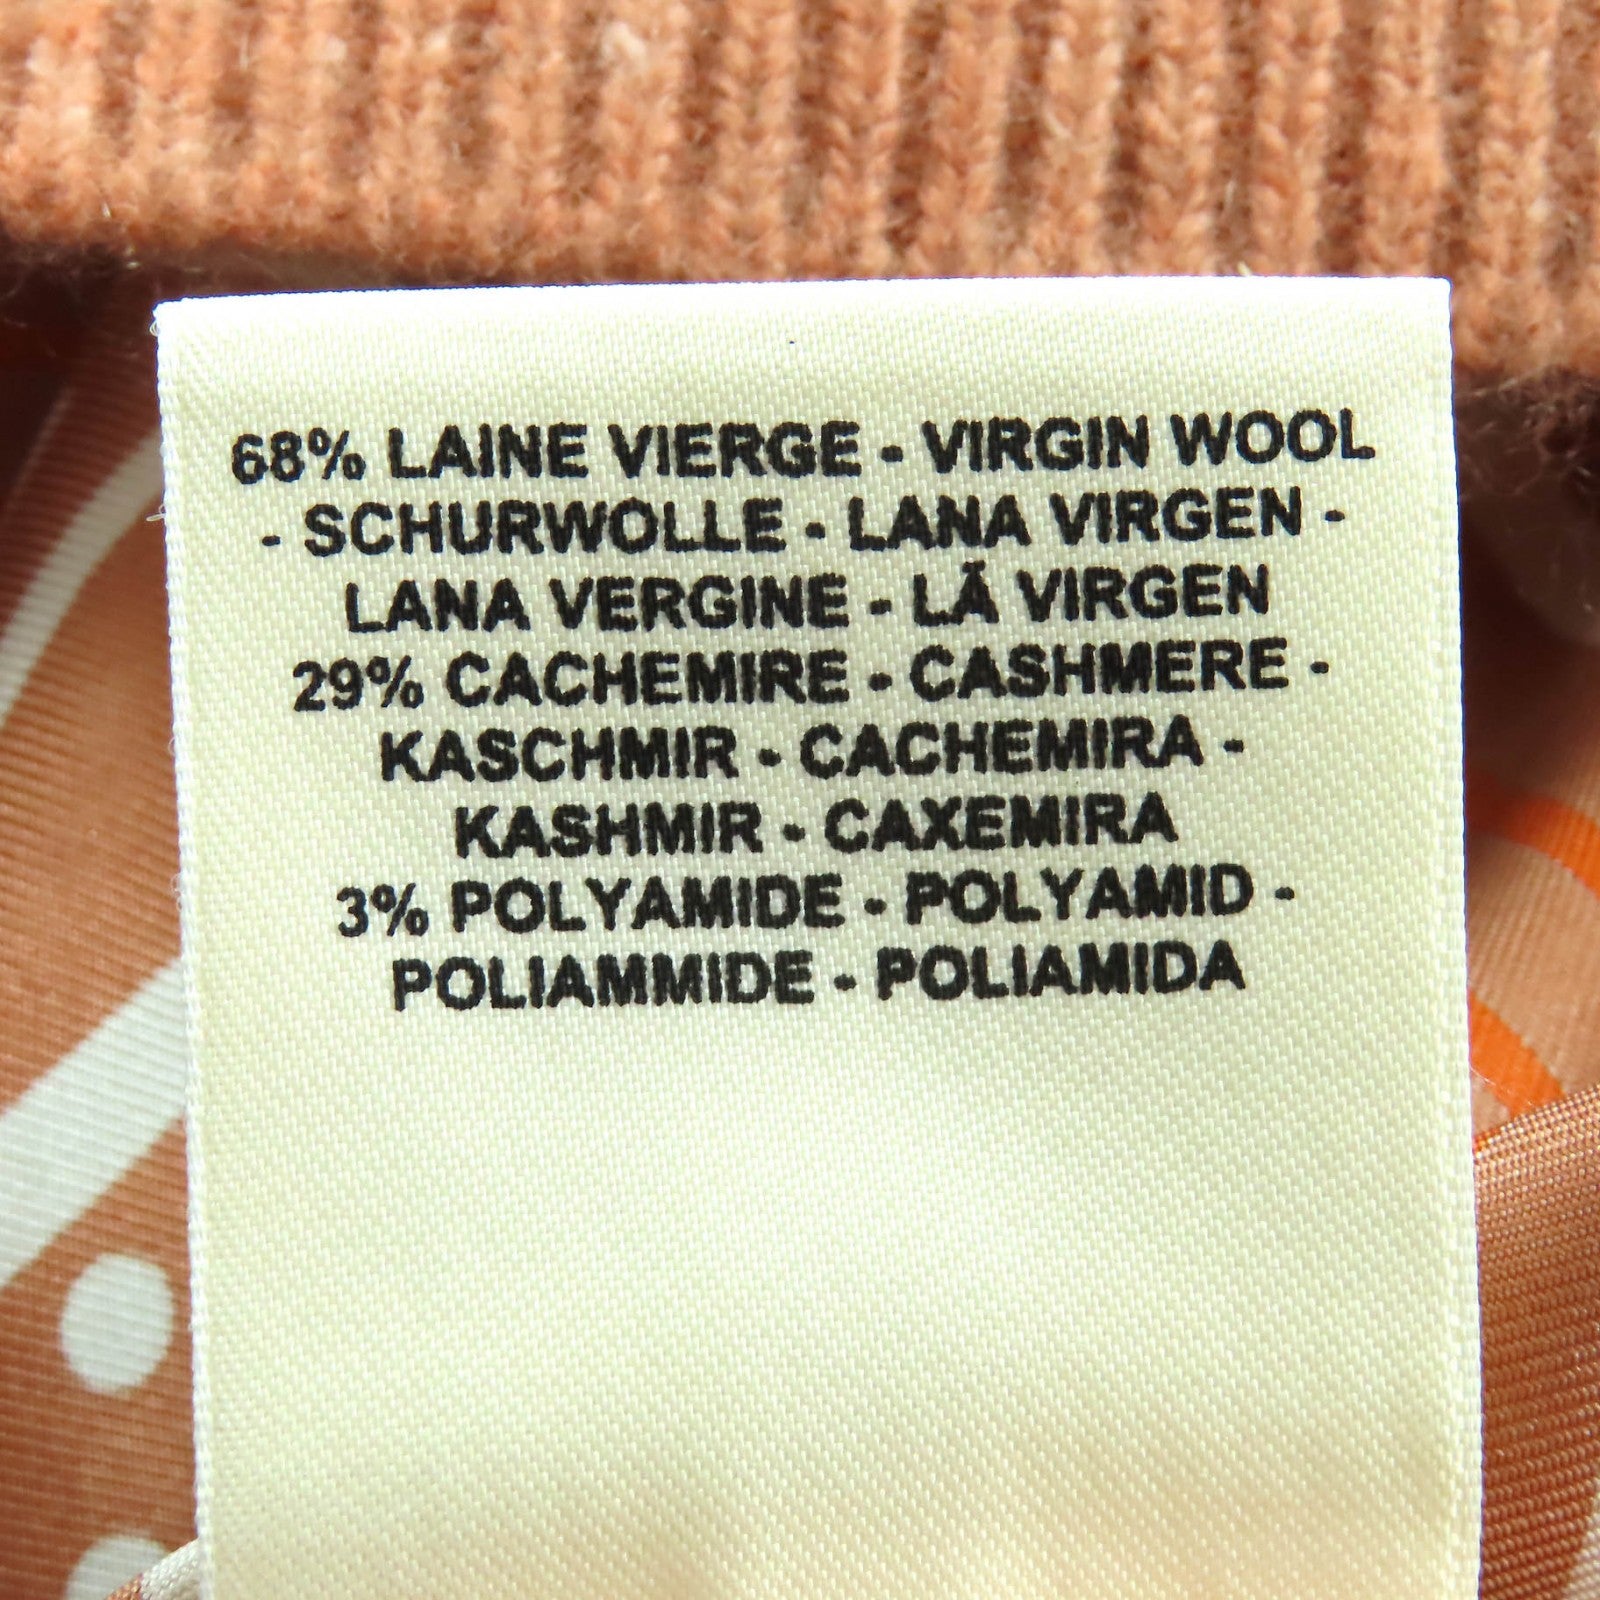 68% LAINE VIERGE - VIRGIN WOOL
- SCHURWOLLE - LANA VIRGEN -
LANA VERGINE - LÃ VIRGEN
29% CACHEMIRE - CASHMERE -
KASCHMIR - CACHEMIRA -
KASHMIR - CAXEMIRA
3% POLYAMIDE - POLYAMID -
POLIAMMIDE - POLIAMIDA